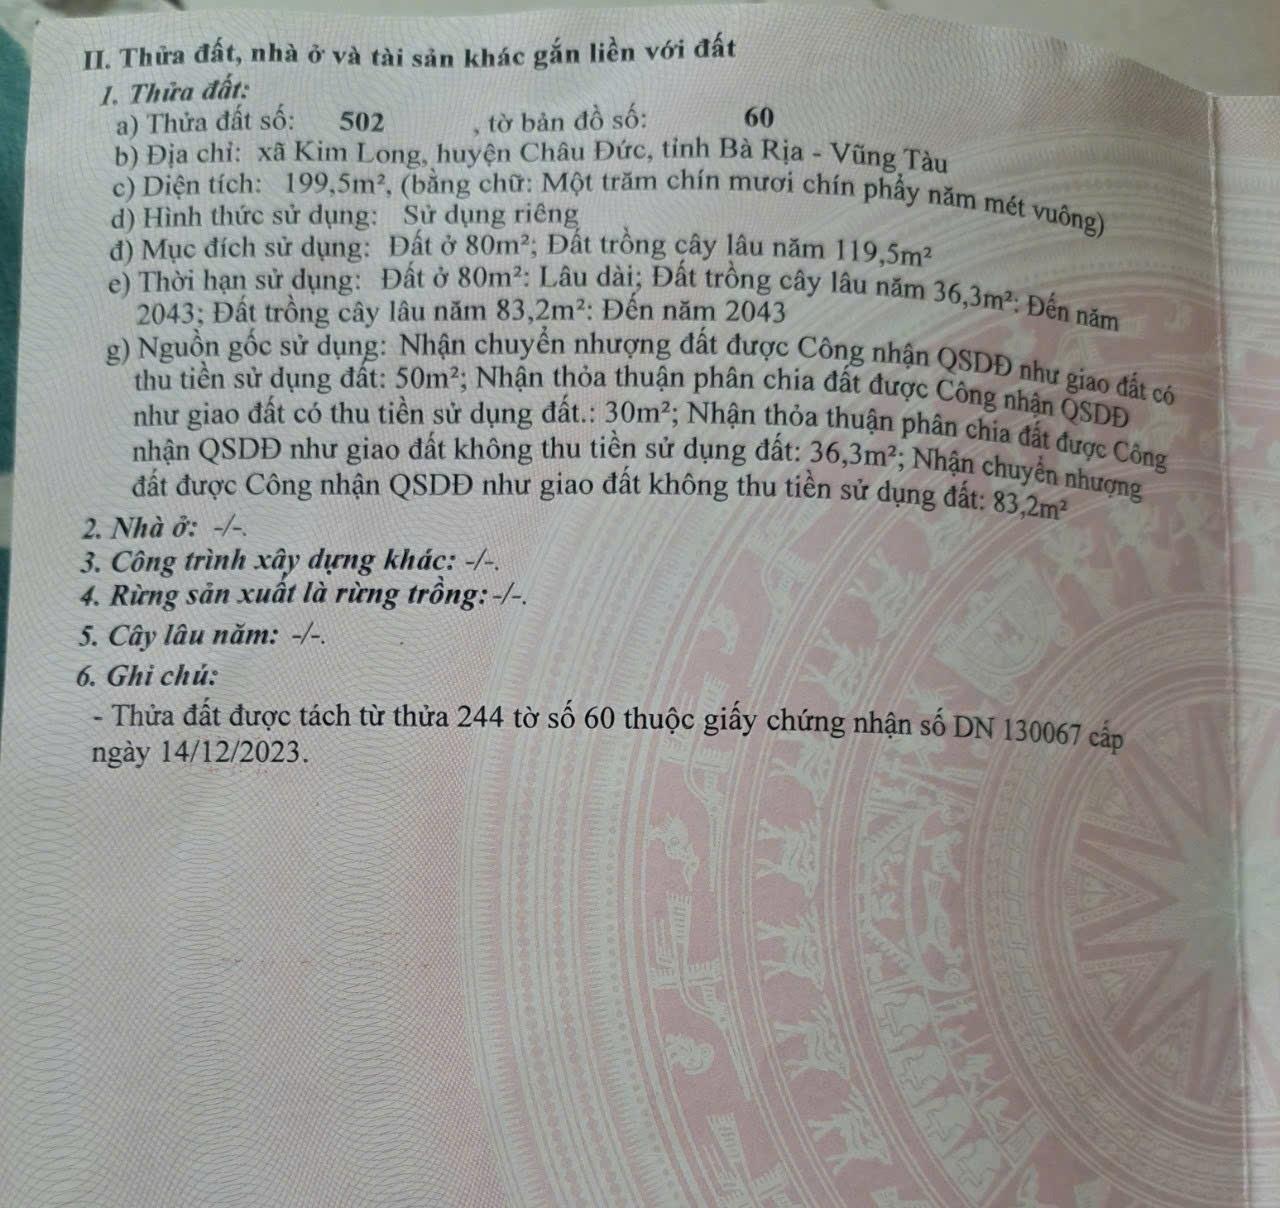 II. Thửa đất, nhà ở và tài sản khác gắn liền với đất
1. Thửa đất:
a) Thửa đất số: 502 , tờ bản đồ số: 60
b) Địa chỉ: xã Kim Long, huyện Châu Đức, tỉnh Bà Rịa - Vũng Tàu
c) Diện tích: 199,5m², (bằng chữ: Một trăm chín mươi chín phẩy năm mét vuông)
d) Hình thức sử dụng: Sử dụng riêng
đ) Mục đích sử dụng: Đất ở 80m²; Đất trồng cây lâu năm 119,5m²
e) Thời hạn sử dụng: Đất ở 80m²: Lâu dài; Đất trồng cây lâu năm 36,3m²: Đến năm
2043; Đất trồng cây lâu năm 83,2m²: Đến năm 2043
g) Nguồn gốc sử dụng: Nhận chuyển nhượng đất được Công nhận QSDĐ như giao đất có
thu tiền sử dụng đất: 50m²; Nhận thỏa thuận phân chia đất được Công nhận QSDĐ
như giao đất có thu tiền sử dụng đất.: 30m²; Nhận thỏa thuận phân chia đất được Công
nhận QSDĐ như giao đất không thu tiền sử dụng đất: 36,3m²; Nhận chuyển nhượng
đất được Công nhận QSDĐ như giao đất không thu tiền sử dụng đất: 83,2m²
2. Nhà ở: -/-.
3. Công trình xây dựng khác: -/-.
4. Rừng sản xuất là rừng trồng: -/-.
5. Cây lâu năm: -/-.
6. Ghi chú:
- Thửa đất được tách từ thửa 244 tờ số 60 thuộc giấy chứng nhận số DN 130067 cấp
ngày 14/12/2023.